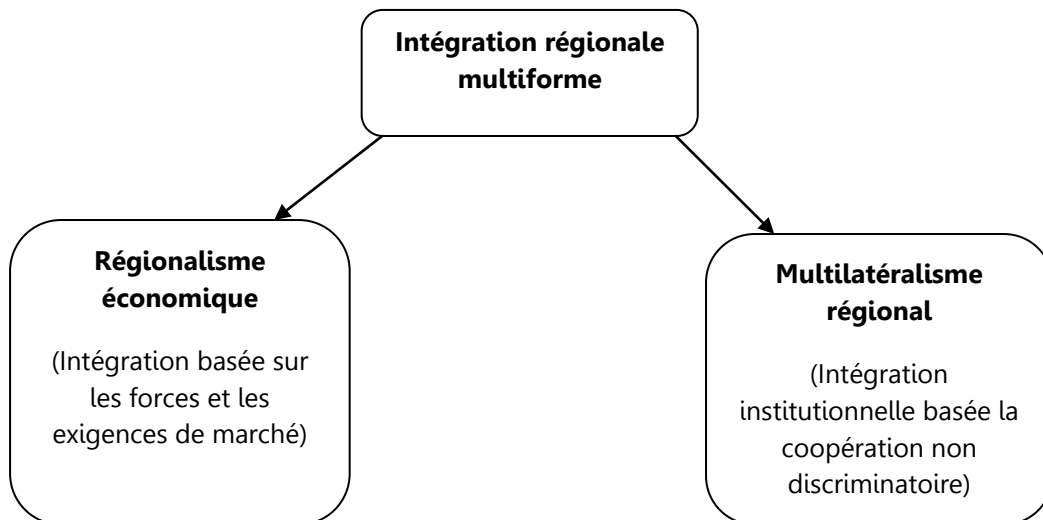 Intégration régionale
multiforme
Régionalisme
économique
(Intégration basée sur
les forces et les
exigences de marché)
Multilatéralisme
régional
(Intégration
institutionnelle basée la
coopération non
discriminatoire)